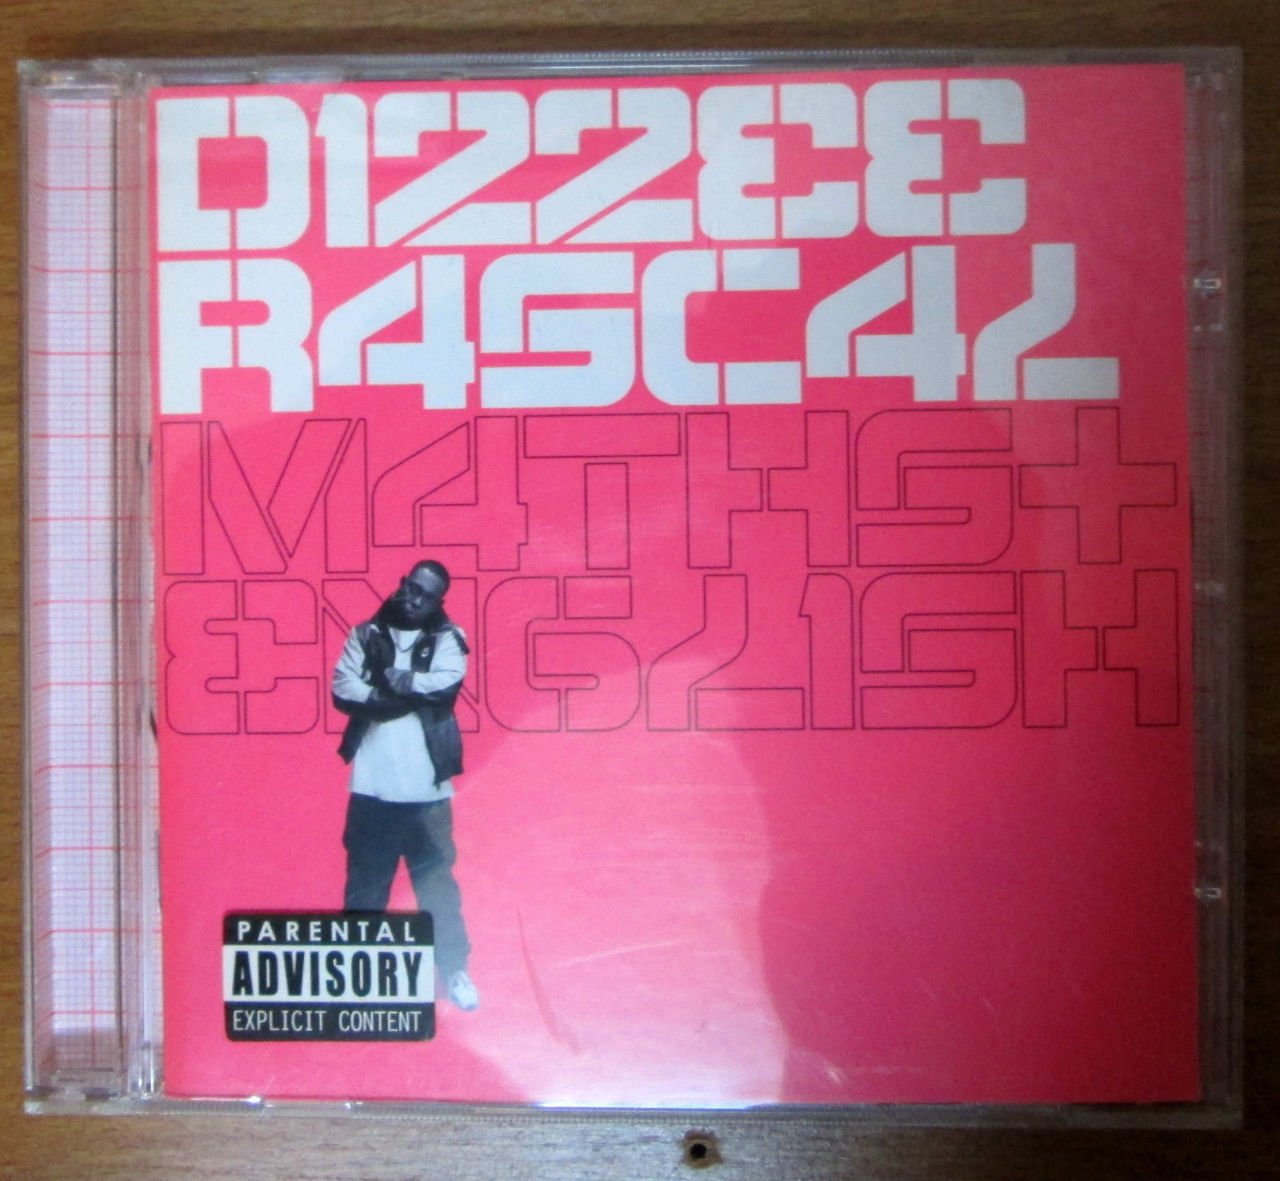 DIZZEE
RASCAL
MATHS+
ENGLISH
PARENTAL
ADVISORY
EXPLICIT CONTENT